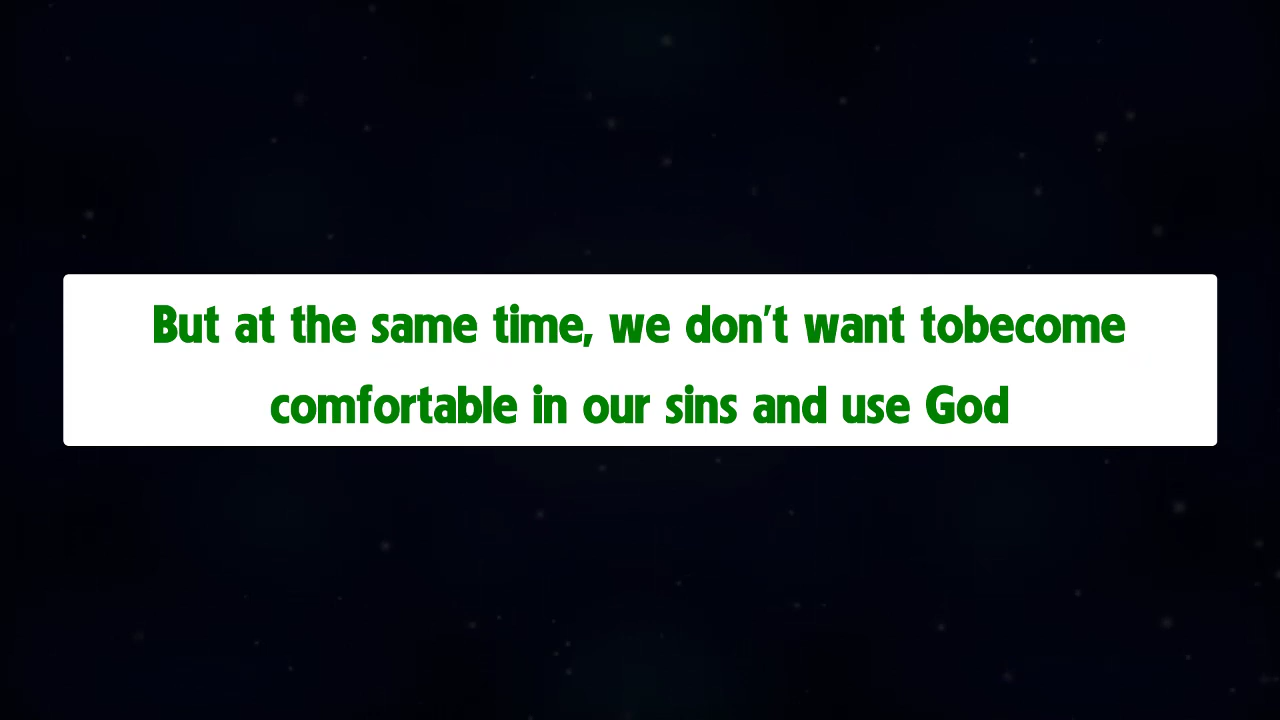 But at the same time, we don't want tobecome
comfortable in our sins and use God